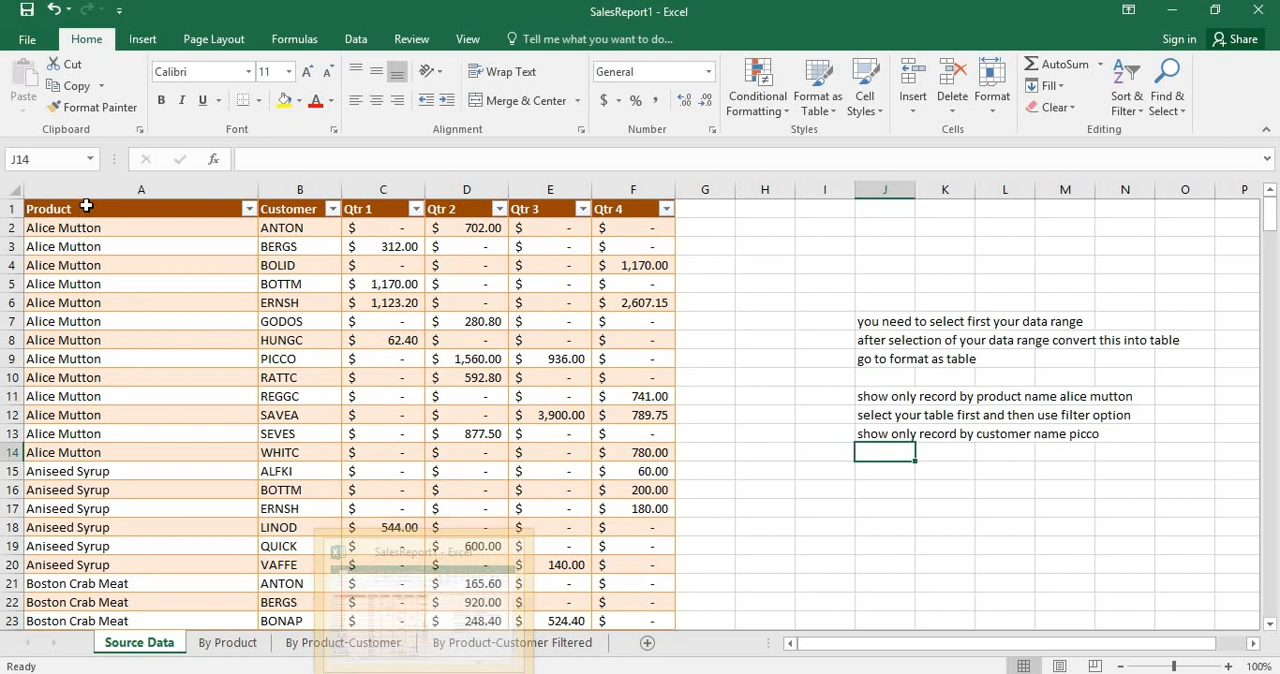 SalesReport1 - Excel
File Home Insert Page Layout Formulas Data Review View Tell me what you want to do... Sign in Share
Paste Cut Copy Format Painter Clipboard
Calibri 11 B I U A Font
Wrap Text Merge & Center Alignment
General $ % , Number
Conditional Formatting Format as Table Cell Styles Styles
Insert Delete Format Cells
AutoSum Fill Clear Sort & Filter Find & Select Editing
J14 fx
A B C D E F G H I J K L M N O P
1 Product Customer Qtr 1 Qtr 2 Qtr 3 Qtr 4
2 Alice Mutton ANTON $ - $ 702.00 $ - $ -
3 Alice Mutton BERGS $ 312.00 $ - $ - $ -
4 Alice Mutton BOLID $ - $ - $ - $ 1,170.00
5 Alice Mutton BOTTM $ 1,170.00 $ - $ - $ -
6 Alice Mutton ERNSH $ 1,123.20 $ - $ - $ 2,607.15
7 Alice Mutton GODOS $ - $ 280.80 $ - $ - you need to select first your data range
8 Alice Mutton HUNGC $ 62.40 $ - $ - $ - after selection of your data range convert this into table
9 Alice Mutton PICCO $ - $ 1,560.00 $ 936.00 $ - go to format as table
10 Alice Mutton RATTC $ - $ 592.80 $ - $ -
11 Alice Mutton REGGC $ - $ - $ - $ 741.00 show only record by product name alice mutton
12 Alice Mutton SAVEA $ - $ - $ 3,900.00 $ 789.75 select your table first and then use filter option
13 Alice Mutton SEVES $ - $ 877.50 $ - $ - show only record by customer name picco
14 Alice Mutton WHITC $ - $ - $ - $ 780.00
15 Aniseed Syrup ALFKI $ - $ - $ - $ 60.00
16 Aniseed Syrup BOTTM $ - $ - $ - $ 200.00
17 Aniseed Syrup ERNSH $ - $ - $ - $ 180.00
18 Aniseed Syrup LINOD $ 544.00 $ - $ - $ -
19 Aniseed Syrup QUICK $ - $ 600.00 $ - $ -
20 Aniseed Syrup VAFFE $ - $ - $ 140.00 $ -
21 Boston Crab Meat ANTON $ - $ 165.60 $ - $ -
22 Boston Crab Meat BERGS $ - $ 920.00 $ - $ -
23 Boston Crab Meat BONAP $ - $ 248.40 $ 524.40 $ -
SalesReport1 - Excel
Source Data By Product By Product-Customer By Product-Customer Filtered
Ready 100%